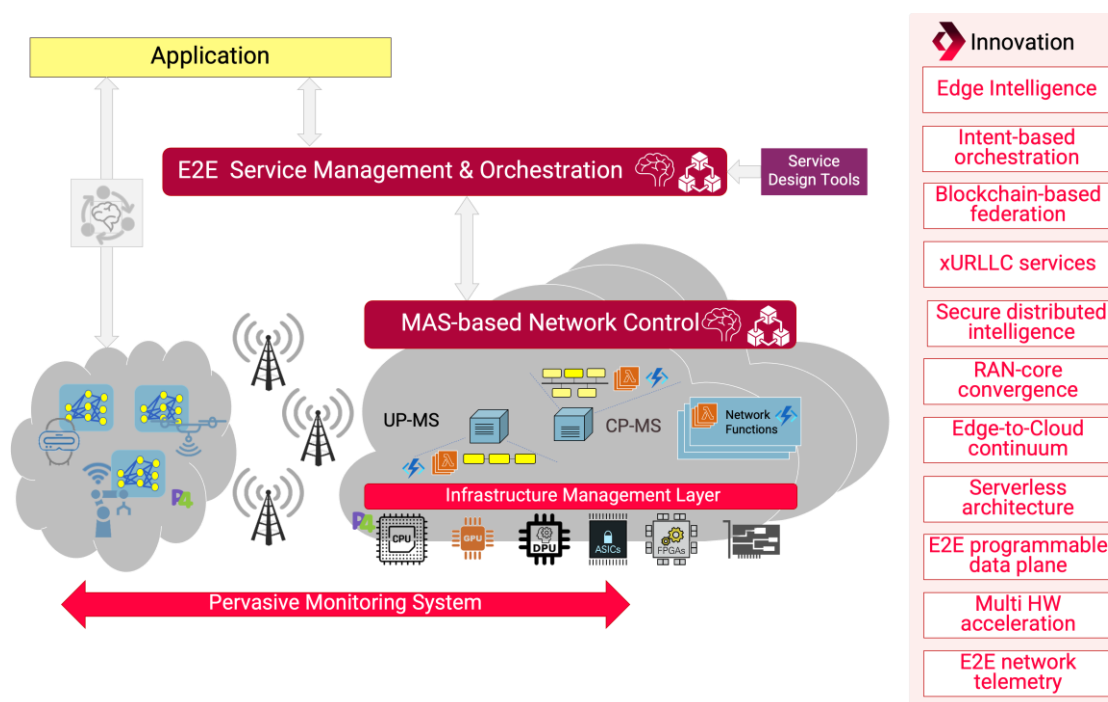 Application
E2E Service Management & Orchestration
Service
Design Tools
MAS-based Network Control
UP-MS
CP-MS
λ
λ
λ
Network
Functions
P4
Infrastructure Management Layer
P4
CPU
GPU
DPU
ASICs
FPGAs
Pervasive Monitoring System
Innovation
Edge Intelligence
Intent-based
orchestration
Blockchain-based
federation
xURLLC services
Secure distributed
intelligence
RAN-core
convergence
Edge-to-Cloud
continuum
Serverless
architecture
E2E programmable
data plane
Multi HW
acceleration
E2E network
telemetry